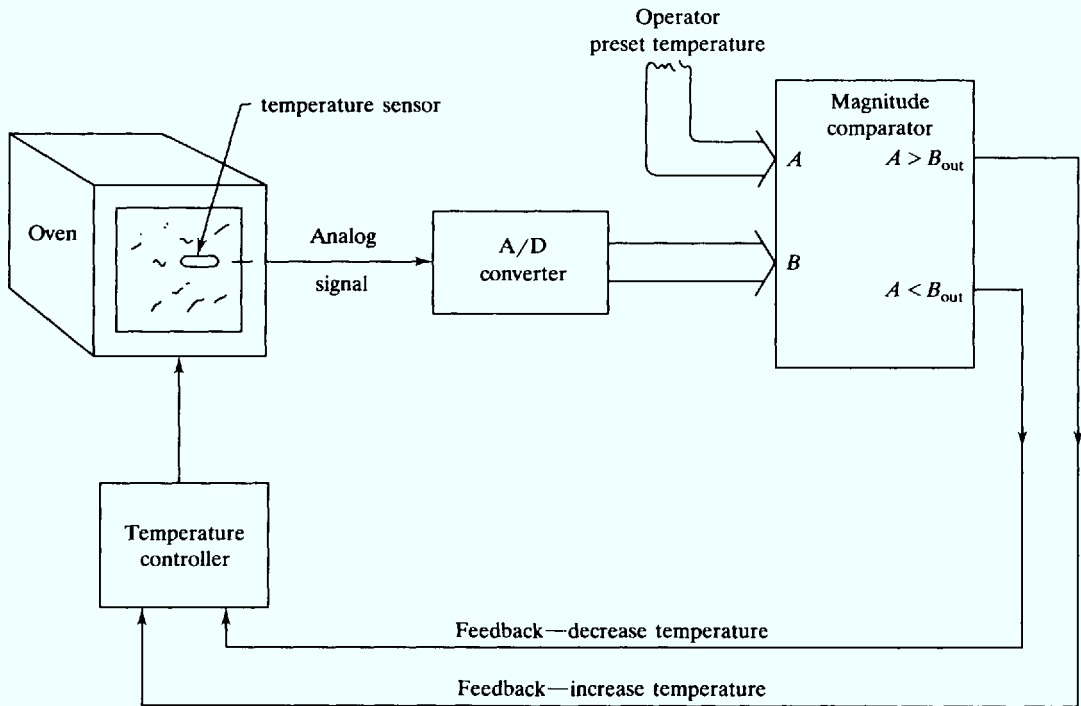 Operator
preset temperature
temperature sensor
Magnitude
comparator
A
A > Bout
Oven
Analog
signal
A/D
converter
B
A < Bout
Temperature
controller
Feedback—decrease temperature
Feedback—increase temperature